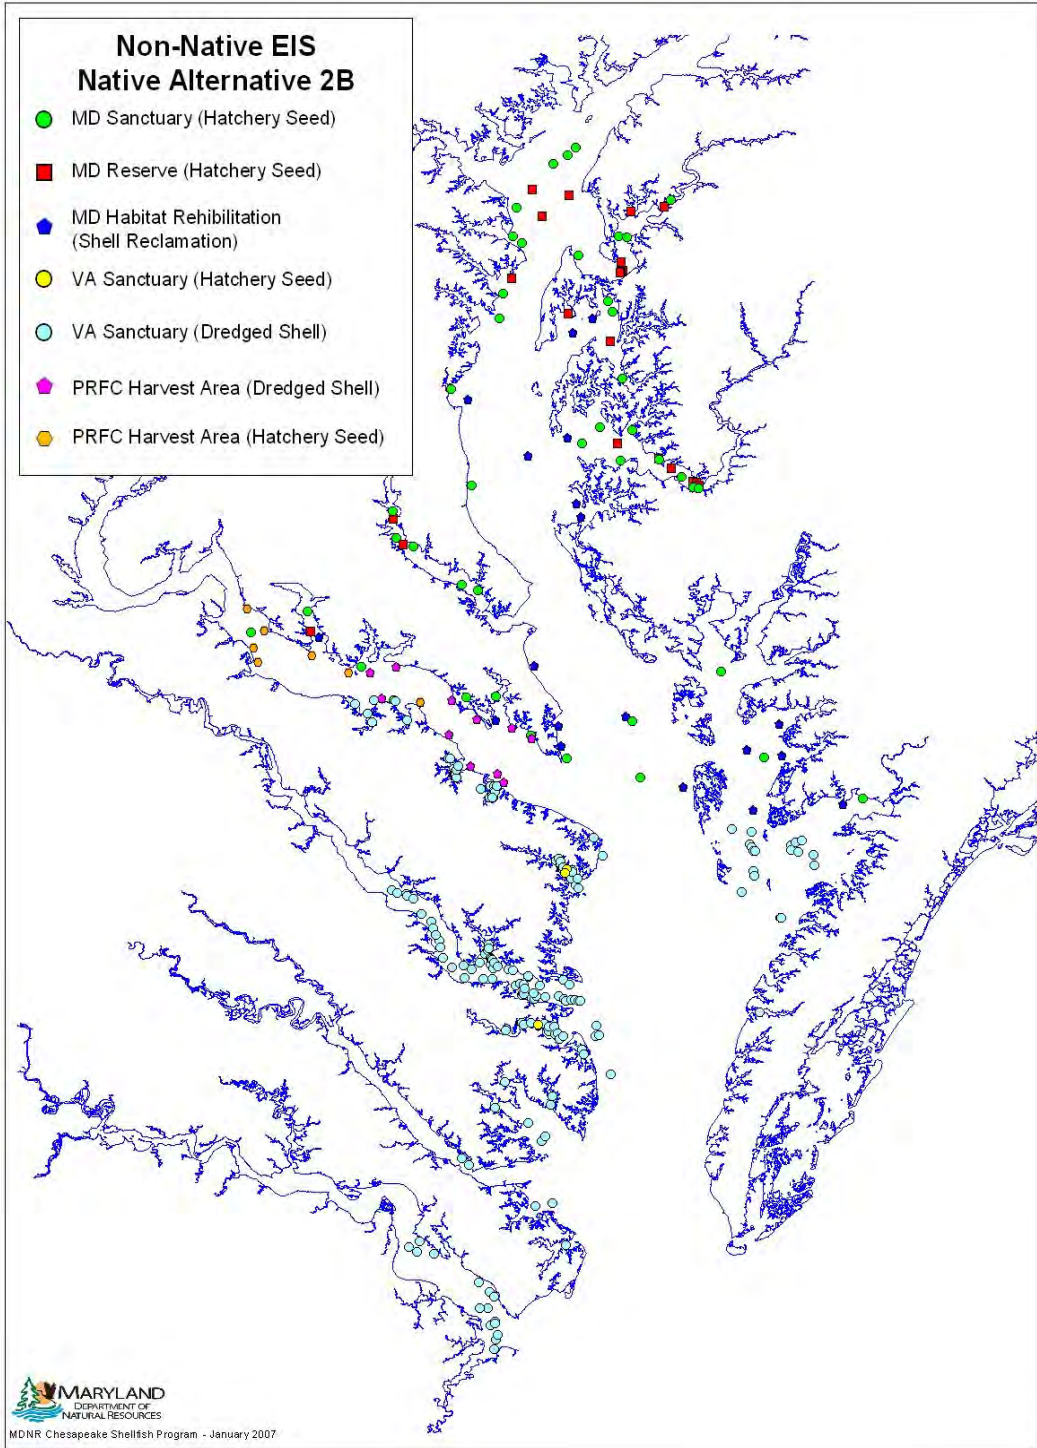 Non-Native EIS
Native Alternative 2B
MD Sanctuary (Hatchery Seed)
MD Reserve (Hatchery Seed)
MD Habitat Rehibilitation
(Shell Reclamation)
VA Sanctuary (Hatchery Seed)
VA Sanctuary (Dredged Shell)
PRFC Harvest Area (Dredged Shell)
PRFC Harvest Area (Hatchery Seed)
MARYLAND
DEPARTMENT OF
NATURAL RESOURCES
MDNR Chesapeake Shellfish Program - January 2007